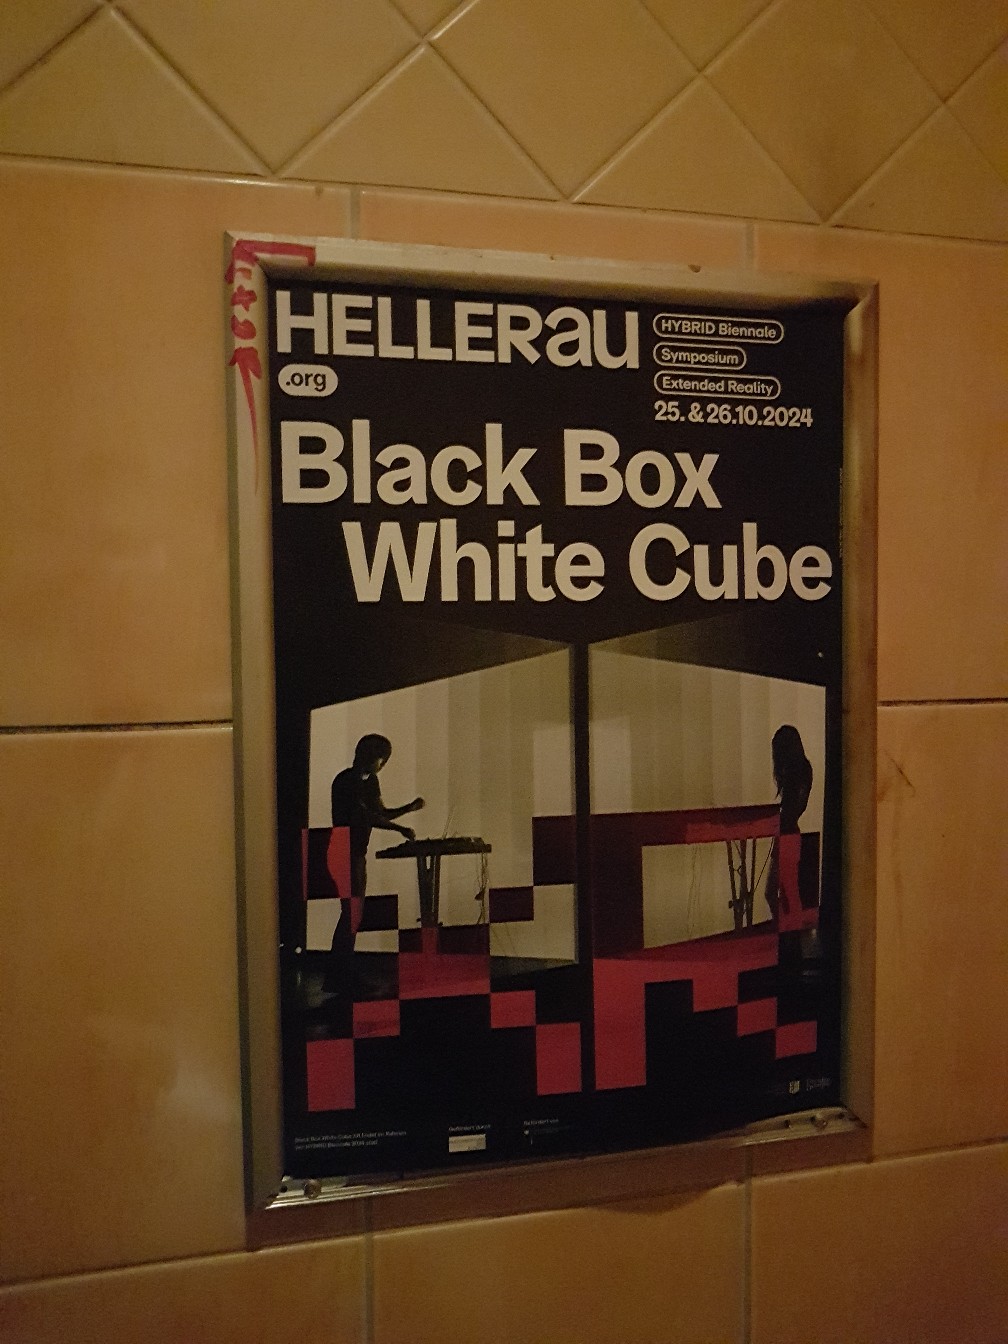 HELLERaU
.org
HYBRID Biennale
Symposium
Extended Reality
25. & 26.10.2024
Black Box
White Cube